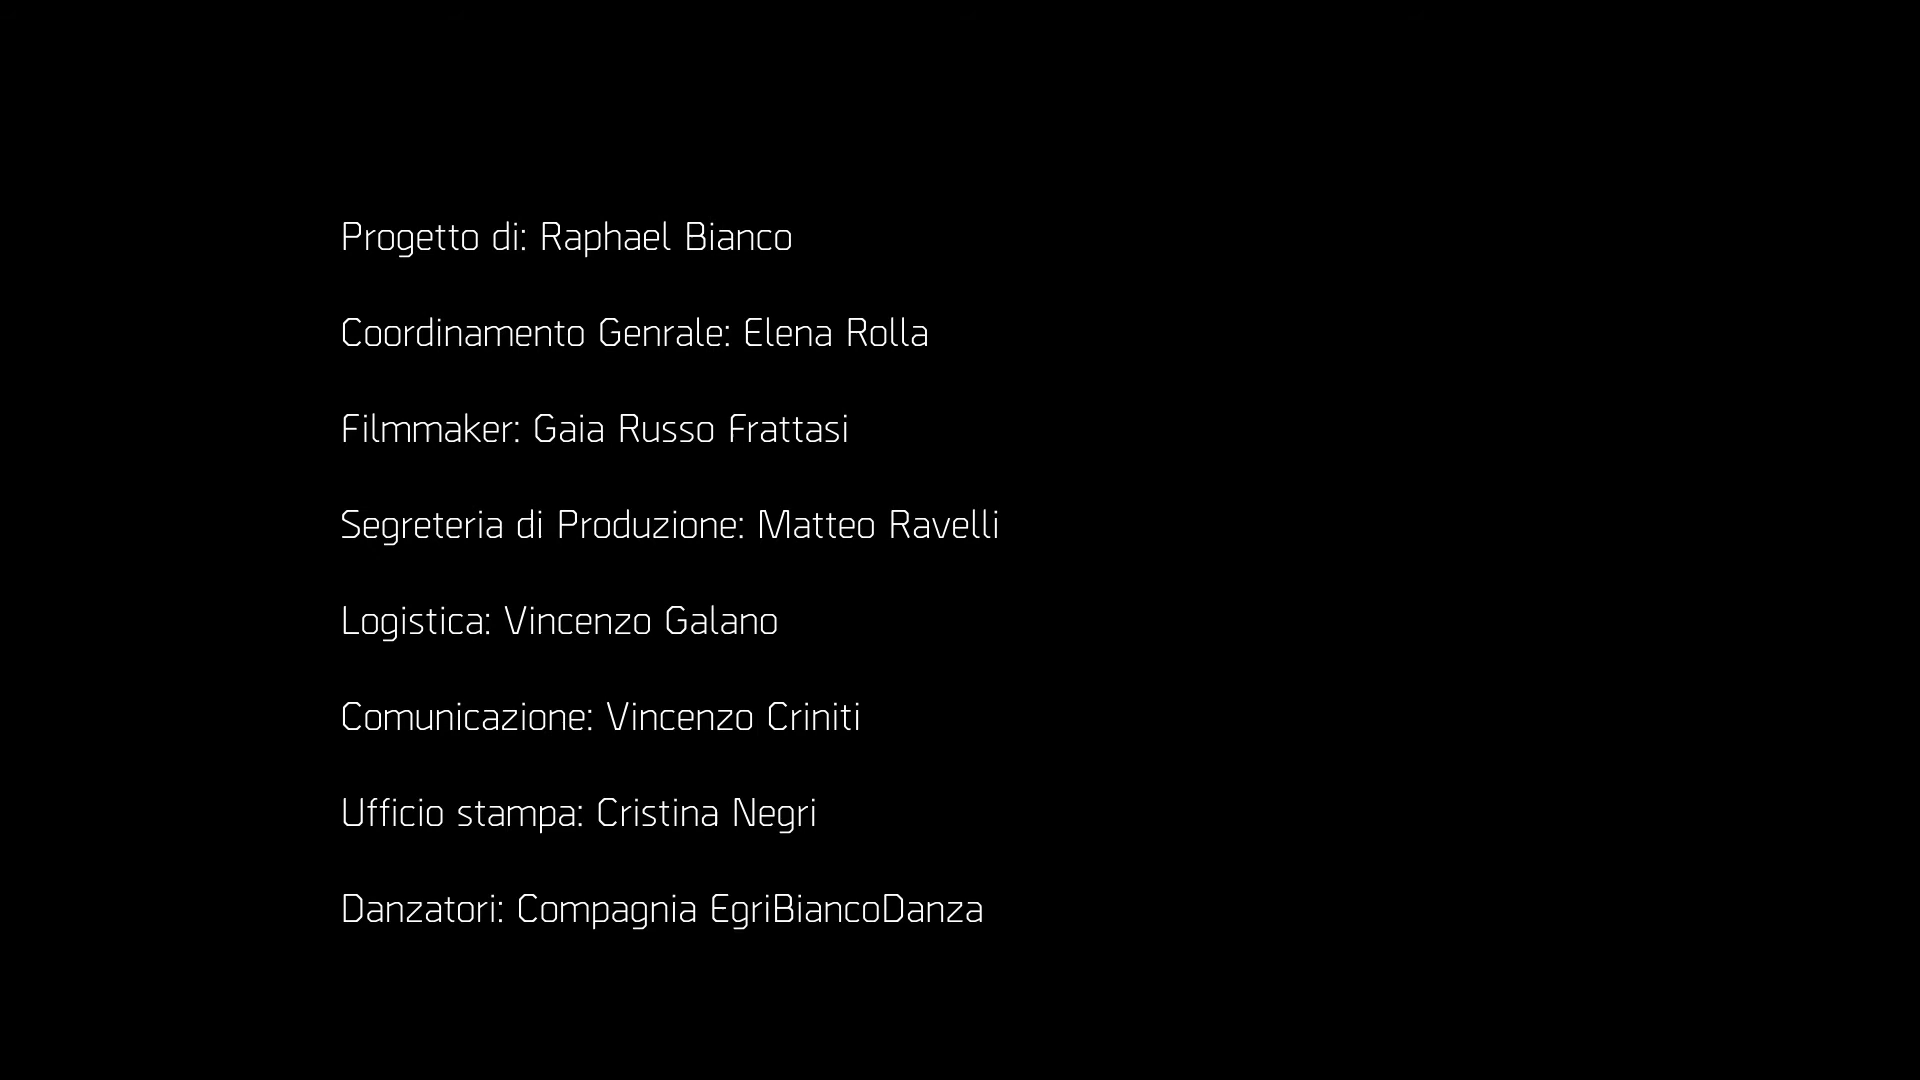 Progetto di: Raphael Bianco
Coordinamento Genrale: Elena Rolla
Filmmaker: Gaia Russo Frattasi
Segreteria di Produzione: Matteo Ravelli
Logistica: Vincenzo Galano
Comunicazione: Vincenzo Criniti
Ufficio stampa: Cristina Negri
Danzatori: Compagnia EgriBiancoDanza